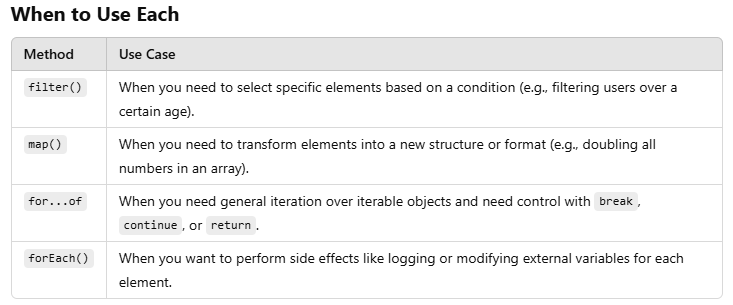 When to Use Each
Method Use Case
filter() When you need to select specific elements based on a condition (e.g., filtering users over a
certain age).
map() When you need to transform elements into a new structure or format (e.g., doubling all
numbers in an array).
for...of When you need general iteration over iterable objects and need control with break,
continue, or return.
forEach() When you want to perform side effects like logging or modifying external variables for each
element.